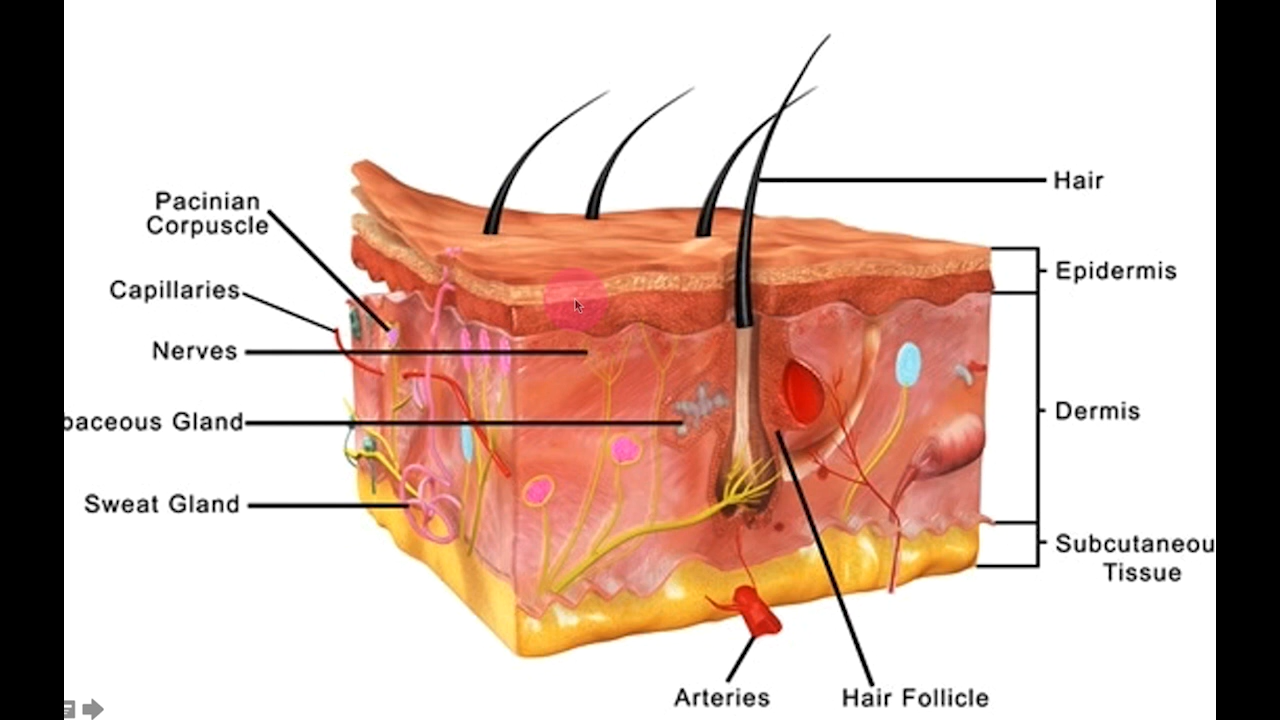 Pacinian
Corpuscle
Capillaries
Nerves
baceous Gland
Sweat Gland
Hair
Epidermis
Dermis
Subcutaneou
Tissue
Arteries
Hair Follicle